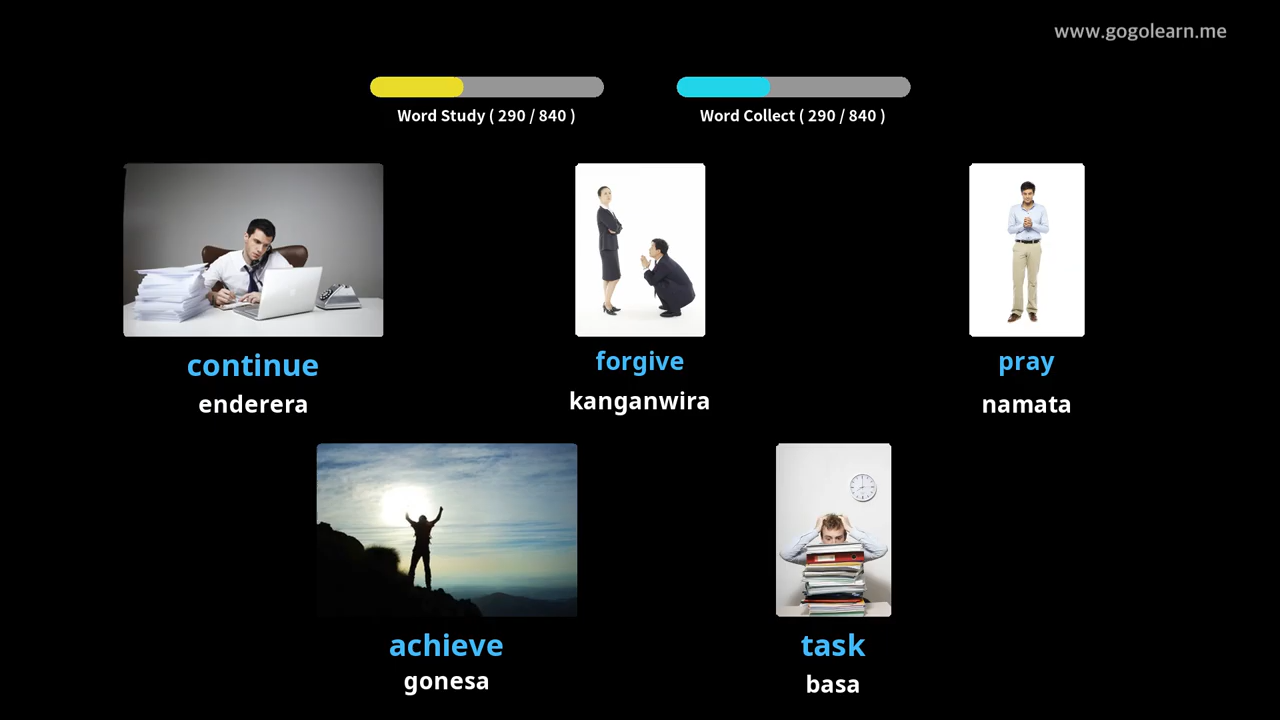 www.gogolearn.me
Word Study ( 290 / 840 )
Word Collect ( 290 / 840 )
continue
enderera
forgive
kanganwira
pray
namata
achieve
gonesa
task
basa